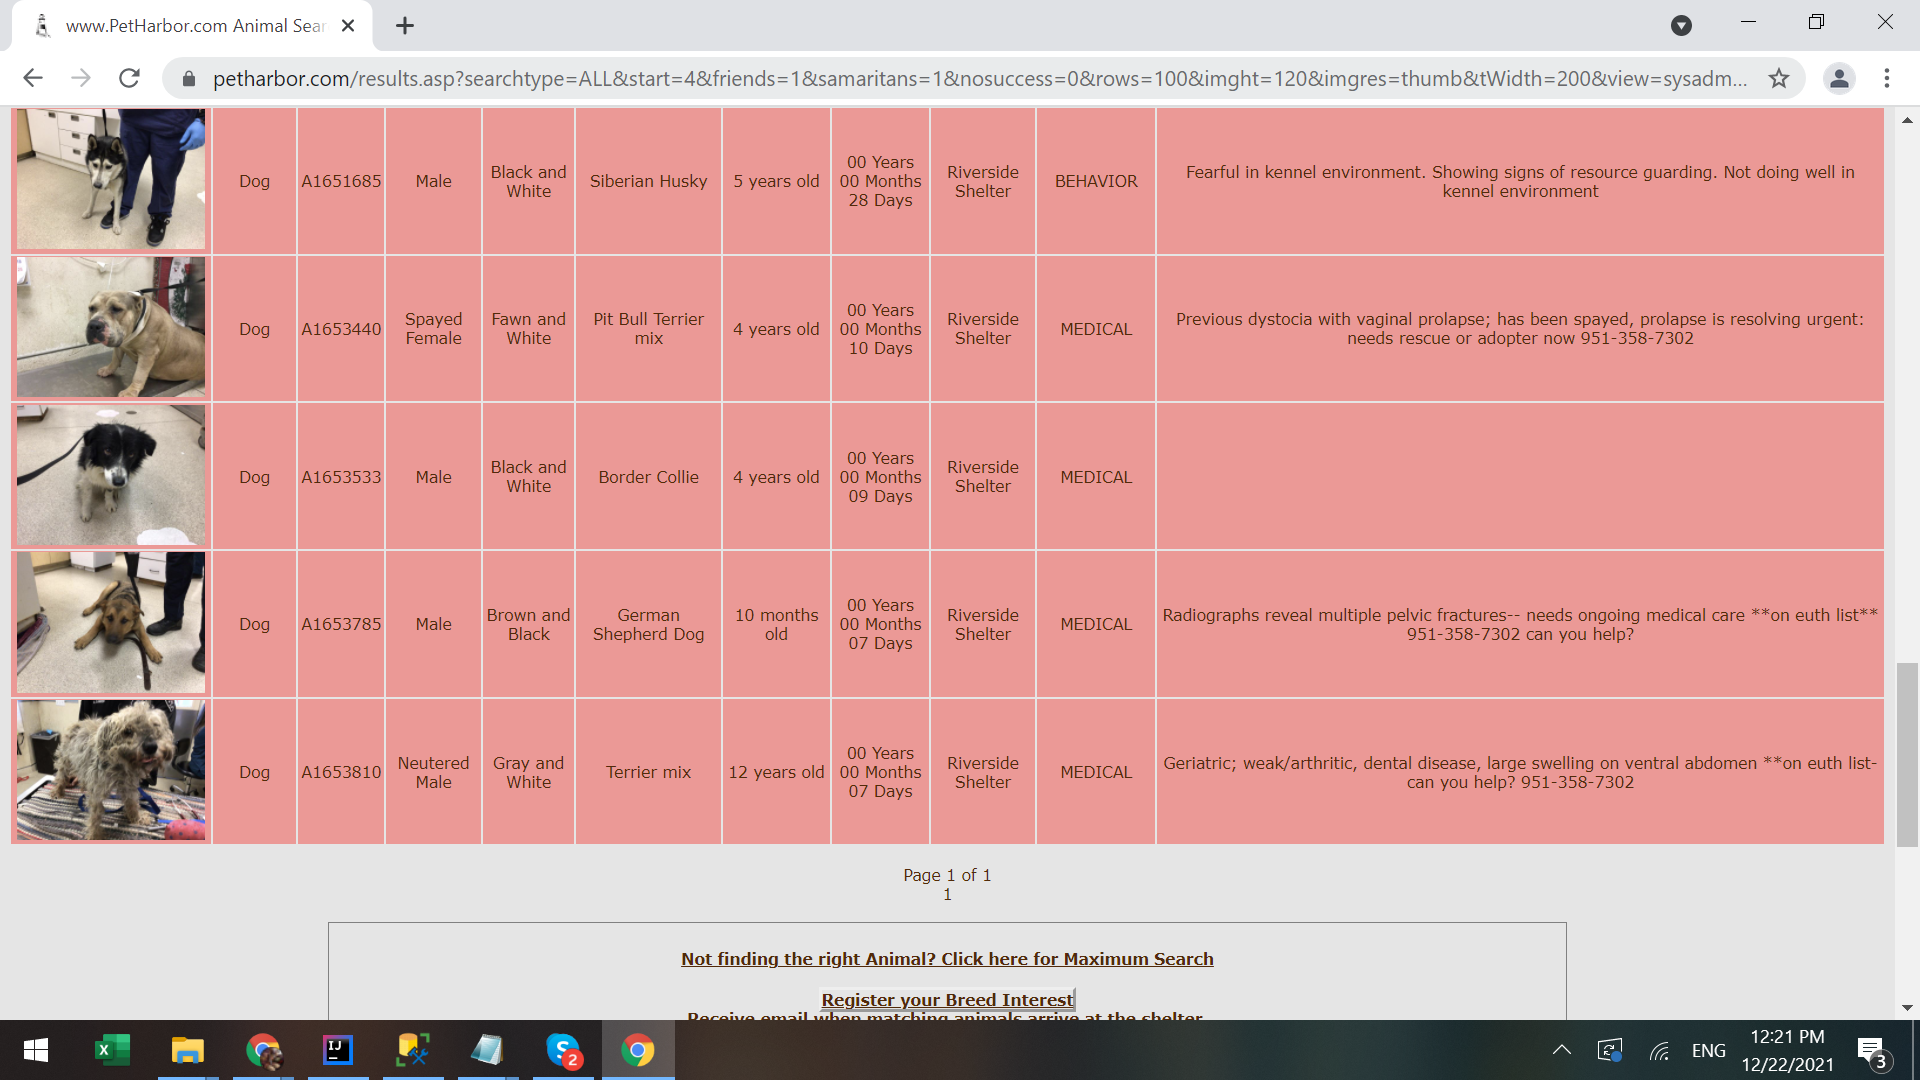 www.PetHarbor.com Animal Sear
petharbor.com/results.asp?searchtype=ALL&start=4&friends=1&samaritans=1&nosuccess=0&rows=100&imght=120&imgres=thumb&tWidth=200&view=sysadm...
Dog
A1651685
Male
Black and
White
Siberian Husky
5 years old
00 Years
00 Months
28 Days
Riverside
Shelter
BEHAVIOR
Fearful in kennel environment. Showing signs of resource guarding. Not doing well in
kennel environment
Dog
A1653440
Spayed
Female
Fawn and
White
Pit Bull Terrier
mix
4 years old
00 Years
00 Months
10 Days
Riverside
Shelter
MEDICAL
Previous dystocia with vaginal prolapse; has been spayed, prolapse is resolving urgent:
needs rescue or adopter now 951-358-7302
Dog
A1653533
Male
Black and
White
Border Collie
4 years old
00 Years
00 Months
09 Days
Riverside
Shelter
MEDICAL
Dog
A1653785
Male
Brown and
Black
German
Shepherd Dog
10 months
old
00 Years
00 Months
07 Days
Riverside
Shelter
MEDICAL
Radiographs reveal multiple pelvic fractures-- needs ongoing medical care **on euth list**
951-358-7302 can you help?
Dog
A1653810
Neutered
Male
Gray and
White
Terrier mix
12 years old
00 Years
00 Months
07 Days
Riverside
Shelter
MEDICAL
Geriatric; weak/arthritic, dental disease, large swelling on ventral abdomen **on euth list-
can you help? 951-358-7302
Page 1 of 1
1
Not finding the right Animal? Click here for Maximum Search
Register your Breed Interest
Receive email when matching animals arrive at the shelter
X
IJ
S
2
ENG
12:21 PM
12/22/2021
3